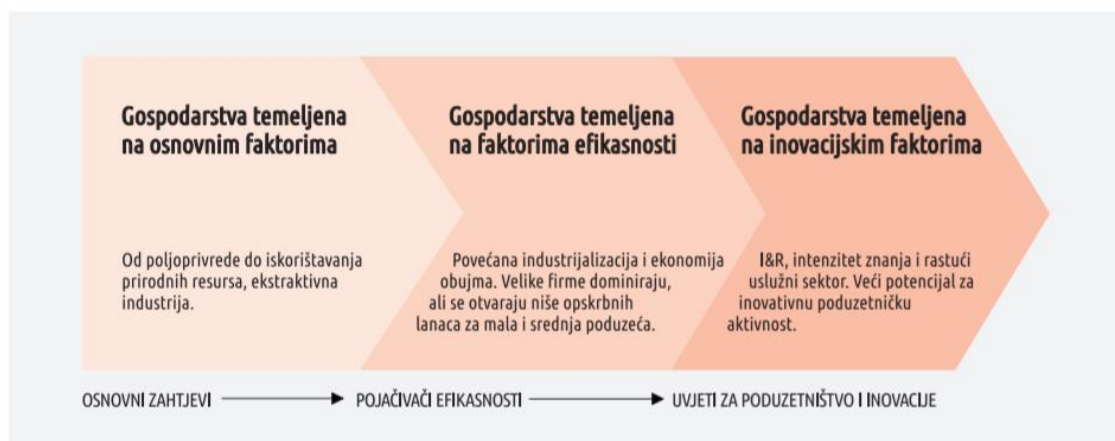 Gospodarstva temeljena
na osnovnim faktorima
Od poljoprivrede do iskorištavanja
prirodnih resursa, ekstraktivna
industrija.
Gospodarstva temeljena
na faktorima efikasnosti
Povećana industrijalizacija i ekonomija
obujma. Velike firme dominiraju,
ali se otvaraju niše opskrbnih
lanaca za mala i srednja poduzeća.
Gospodarstva temeljena
na inovacijskim faktorima
I&R, intenzitet znanja i rastući
uslužni sektor. Veći potencijal za
inovativnu poduzetničku
aktivnost.
OSNOVNI ZAHTJEVI
POJAČIVAČI EFIKASNOSTI
UVJETI ZA PODUZETNIŠTVO I INOVACIJE